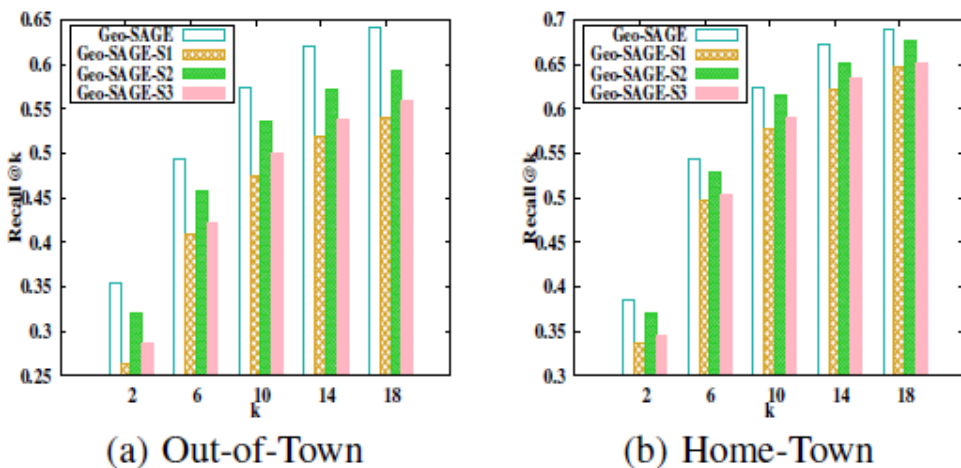 0.65
0.6
0.55
0.5
0.45
0.4
0.35
0.3
0.25
Recall@k
Geo-SAGE
Geo-SAGE-S1
Geo-SAGE-S2
Geo-SAGE-S3
2 6 10 14 18
k
(a) Out-of-Town
0.7
0.65
0.6
0.55
0.5
0.45
0.4
0.35
0.3
Recall@k
Geo-SAGE
Geo-SAGE-S1
Geo-SAGE-S2
Geo-SAGE-S3
2 6 10 14 18
k
(b) Home-Town